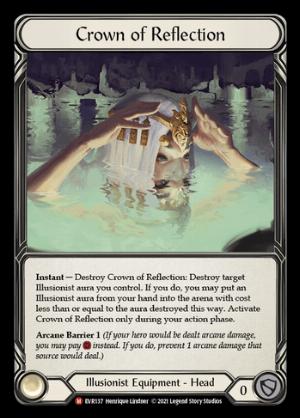 Crown of Reflection
Instant — Destroy Crown of Reflection: Destroy target
Illusionist aura you control. If you do, you may put an
Illusionist aura from your hand into the arena with cost
less than or equal to the aura destroyed this way. Activate
Crown of Reflection only during your action phase.
Arcane Barrier 1 (If your hero would be dealt arcane damage,
you may pay instead. If you do, prevent 1 arcane damage that
source would deal.)
Illusionist Equipment - Head
0
M EVR137 Henrique Lindner © 2021 Legend Story Studios